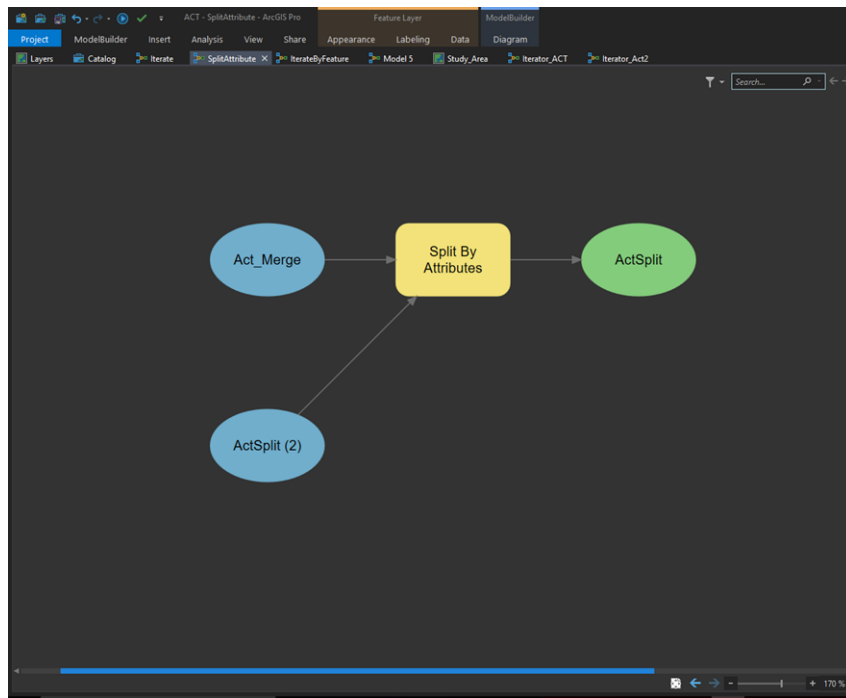 ACT - SplitAttribute - ArcGIS Pro
Feature Layer
ModelBuilder
Project ModelBuilder Insert Analysis View Share Appearance Labeling Data Diagram
Layers Catalog Iterate SplitAttribute × IterateByFeature Model 5 Study_Area Iterator_ACT Iterator_Act2
Search...
Act_Merge
Split By
Attributes
ActSplit
ActSplit (2)
170 %